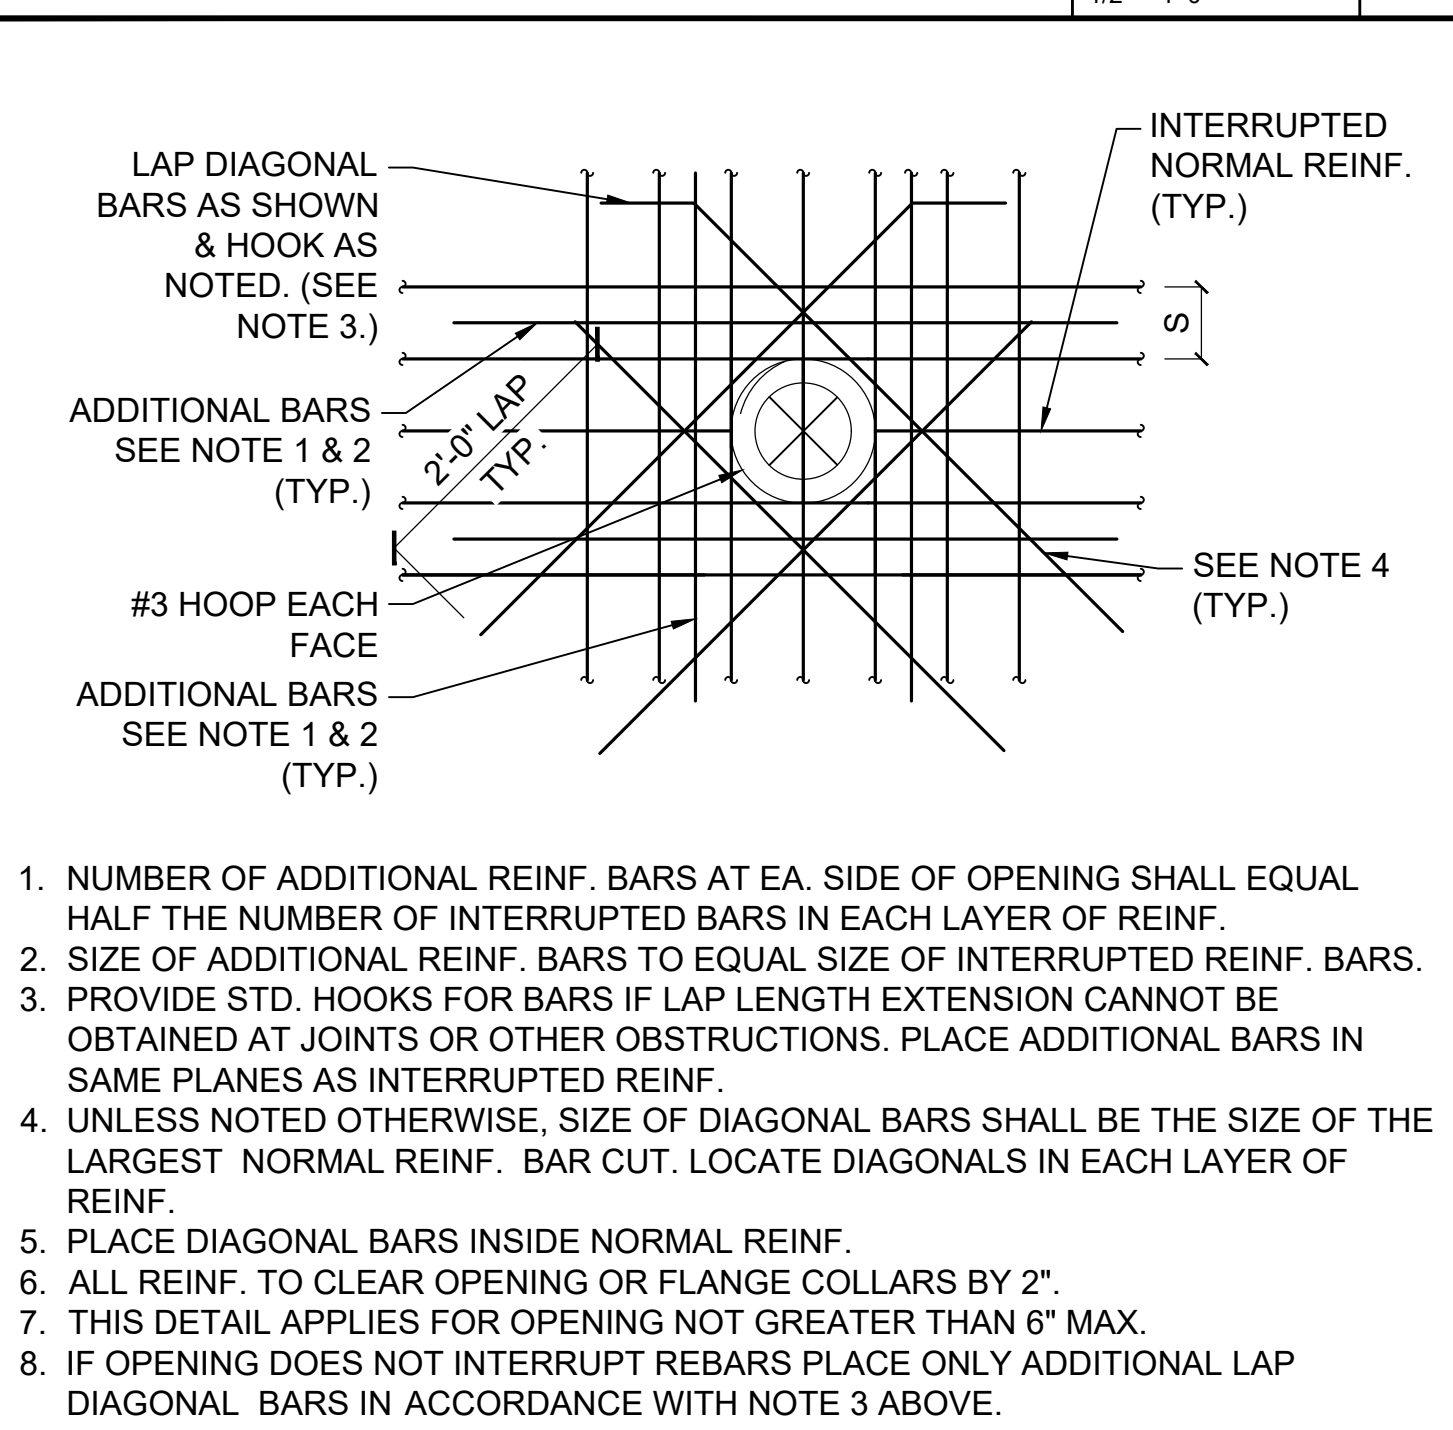 LAP DIAGONAL
BARS AS SHOWN
& HOOK AS
NOTED. (SEE
NOTE 3.)
INTERRUPTED
NORMAL REINF.
(TYP.)
S
ADDITIONAL BARS
SEE NOTE 1 & 2
(TYP.)
2'-0" LAP
TYP.
#3 HOOP EACH
FACE
SEE NOTE 4
(TYP.)
ADDITIONAL BARS
SEE NOTE 1 & 2
(TYP.)
1. NUMBER OF ADDITIONAL REINF. BARS AT EA. SIDE OF OPENING SHALL EQUAL
HALF THE NUMBER OF INTERRUPTED BARS IN EACH LAYER OF REINF.
2. SIZE OF ADDITIONAL REINF. BARS TO EQUAL SIZE OF INTERRUPTED REINF. BARS.
3. PROVIDE STD. HOOKS FOR BARS IF LAP LENGTH EXTENSION CANNOT BE
OBTAINED AT JOINTS OR OTHER OBSTRUCTIONS. PLACE ADDITIONAL BARS IN
SAME PLANES AS INTERRUPTED REINF.
4. UNLESS NOTED OTHERWISE, SIZE OF DIAGONAL BARS SHALL BE THE SIZE OF THE
LARGEST NORMAL REINF. BAR CUT. LOCATE DIAGONALS IN EACH LAYER OF
REINF.
5. PLACE DIAGONAL BARS INSIDE NORMAL REINF.
6. ALL REINF. TO CLEAR OPENING OR FLANGE COLLARS BY 2".
7. THIS DETAIL APPLIES FOR OPENING NOT GREATER THAN 6" MAX.
8. IF OPENING DOES NOT INTERRUPT REBARS PLACE ONLY ADDITIONAL LAP
DIAGONAL BARS IN ACCORDANCE WITH NOTE 3 ABOVE.